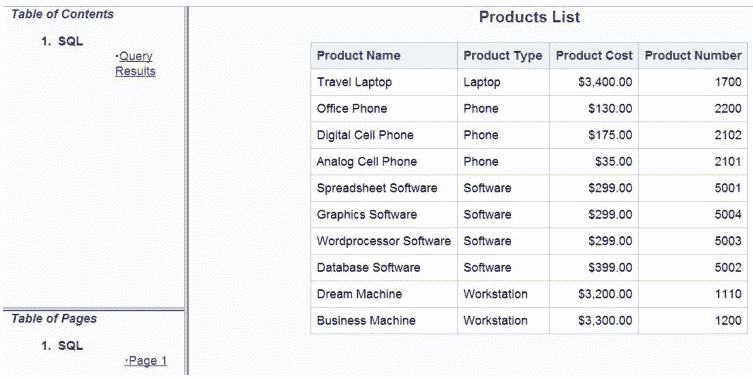 Table of Contents
1. SQL
·Query
Results
Table of Pages
1. SQL
·Page 1
Products List
Product Name Product Type Product Cost Product Number
Travel Laptop Laptop $3,400.00 1700
Office Phone Phone $130.00 2200
Digital Cell Phone Phone $175.00 2102
Analog Cell Phone Phone $35.00 2101
Spreadsheet Software Software $299.00 5001
Graphics Software Software $299.00 5004
Wordprocessor Software Software $299.00 5003
Database Software Software $399.00 5002
Dream Machine Workstation $3,200.00 1110
Business Machine Workstation $3,300.00 1200